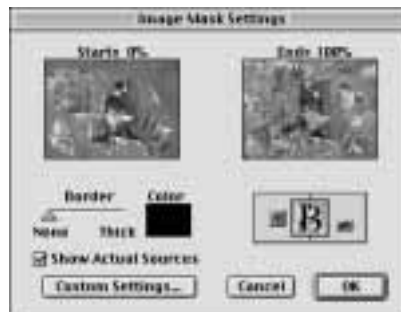 Image Mask Settings
Start: 0% End: 100%
Border Color
None Thick
B
Show Actual Sources
Custom Settings... Cancel OK